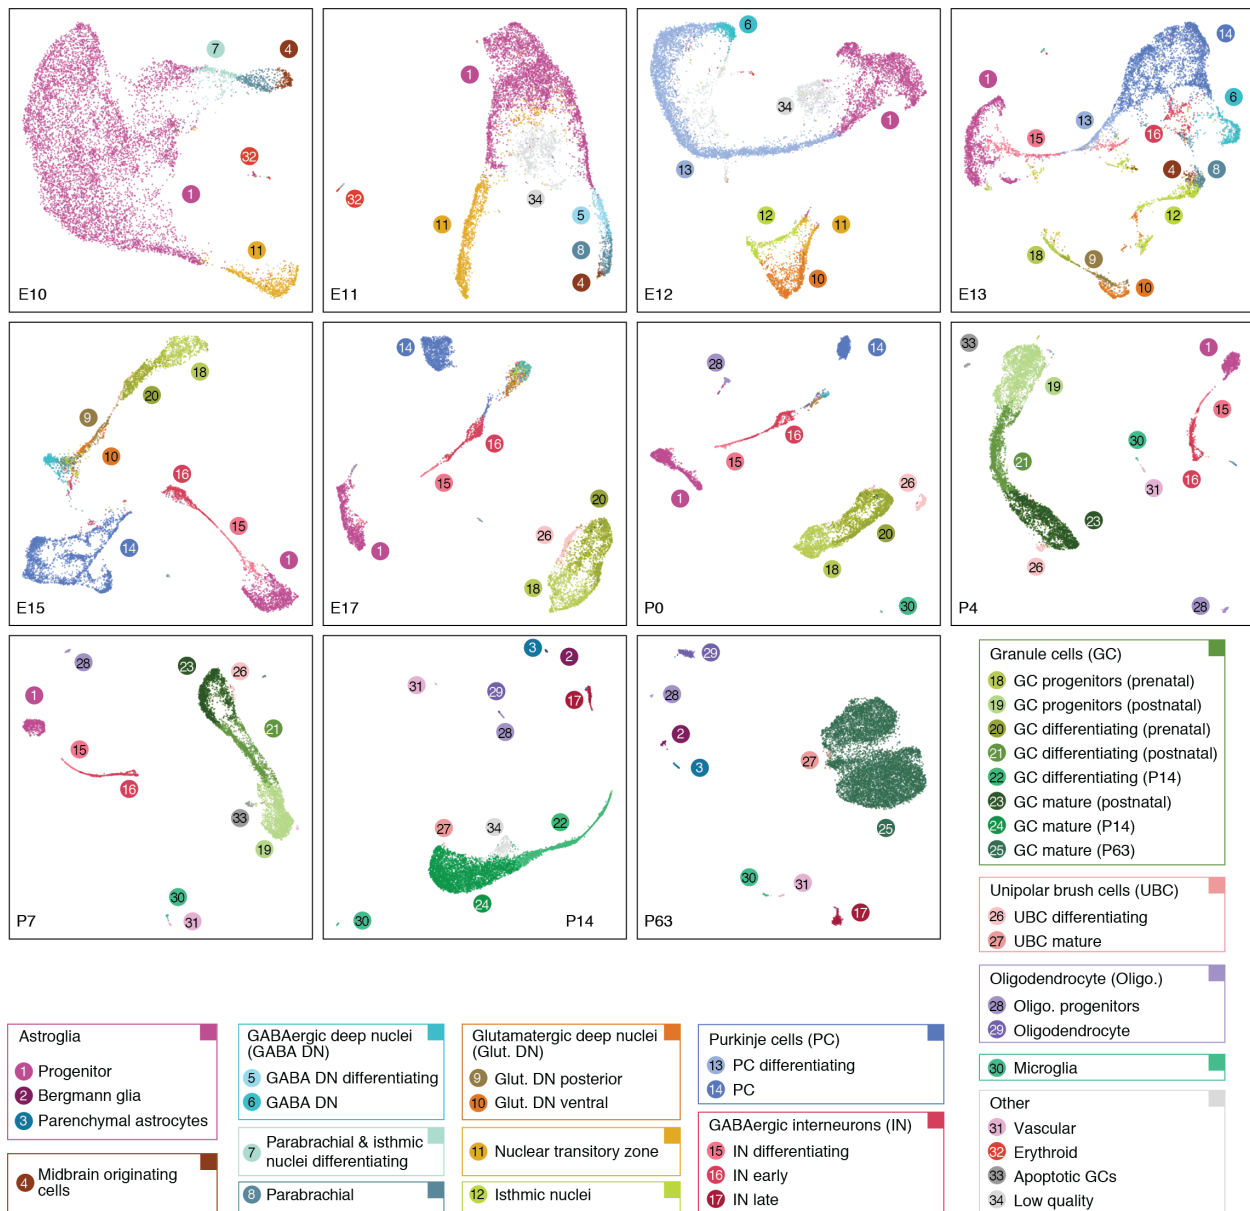 7
4
32
1
11
E10
1
32
11
34
5
8
4
E11
6
34
1
13
12
11
10
E12
14
1
6
13
16
15
4
8
12
18
9
10
E13
18
20
9
10
16
15
14
1
E15
14
16
15
20
26
1
18
E17
14
28
16
15
1
26
20
18
30
P0
33
1
19
15
30
21
16
31
23
26
28
P4
28
23
26
1
21
15
16
33
19
30
31
P7
3
2
31
29
17
28
27
34
22
24
30
P14
29
28
2
3
27
25
30
31
17
P63
Granule cells (GC)
18 GC progenitors (prenatal)
19 GC progenitors (postnatal)
20 GC differentiating (prenatal)
21 GC differentiating (postnatal)
22 GC differentiating (P14)
23 GC mature (postnatal)
24 GC mature (P14)
25 GC mature (P63)
Unipolar brush cells (UBC)
26 UBC differentiating
27 UBC mature
Oligodendrocyte (Oligo.)
28 Oligo. progenitors
29 Oligodendrocyte
30 Microglia
Other
31 Vascular
32 Erythroid
33 Apoptotic GCs
34 Low quality
Astroglia
1 Progenitor
2 Bergmann glia
3 Parenchymal astrocytes
4 Midbrain originating
cells
GABAergic deep nuclei
(GABA DN)
5 GABA DN differentiating
6 GABA DN
7 Parabrachial & isthmic
nuclei differentiating
8 Parabrachial
Glutamatergic deep nuclei
(Glut. DN)
9 Glut. DN posterior
10 Glut. DN ventral
11 Nuclear transitory zone
12 Isthmic nuclei
Purkinje cells (PC)
13 PC differentiating
14 PC
GABAergic interneurons (IN)
15 IN differentiating
16 IN early
17 IN late